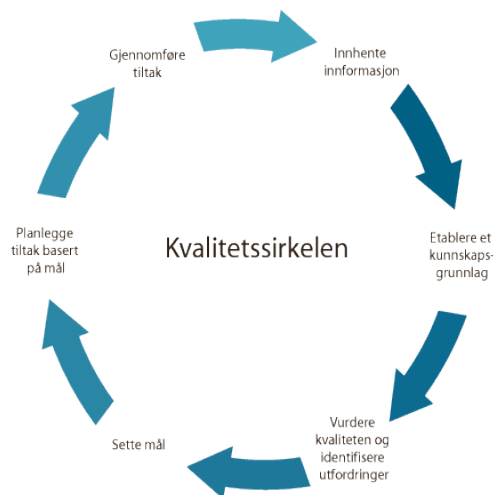 Gjennomføre
tiltak
Innhente
innformasjon
Etablere et
kunnskaps-
grunnlag
Vurdere
kvaliteten og
identifisere
utfordringer
Sette mål
Planlegge
tiltak basert
på mål
Kvalitetssirkelen